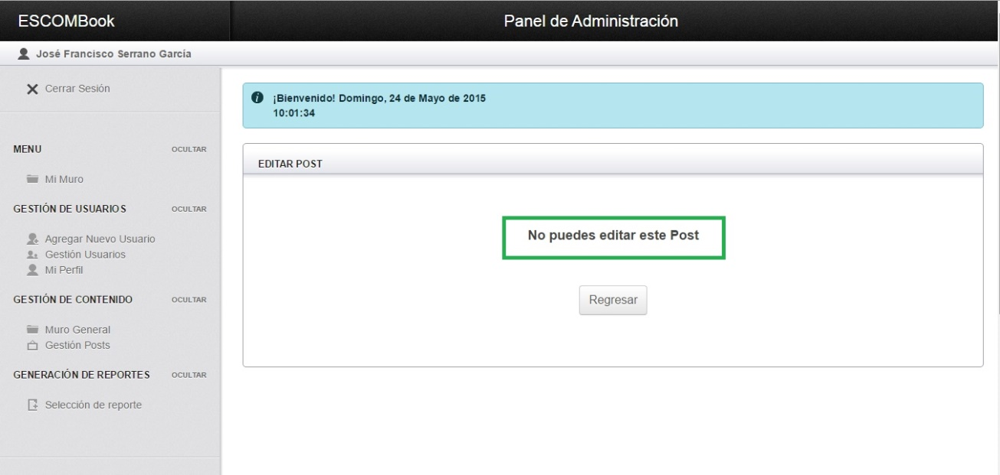 ESCOMBook
Panel de Administración
José Francisco Serrano García
Cerrar Sesión
¡Bienvenido! Domingo, 24 de Mayo de 2015
10:01:34
MENU
OCULTAR
Mi Muro
GESTIÓN DE USUARIOS
OCULTAR
Agregar Nuevo Usuario
Gestión Usuarios
Mi Perfil
GESTIÓN DE CONTENIDO
OCULTAR
Muro General
Gestión Posts
GENERACIÓN DE REPORTES
OCULTAR
Selección de reporte
EDITAR POST
No puedes editar este Post
Regresar